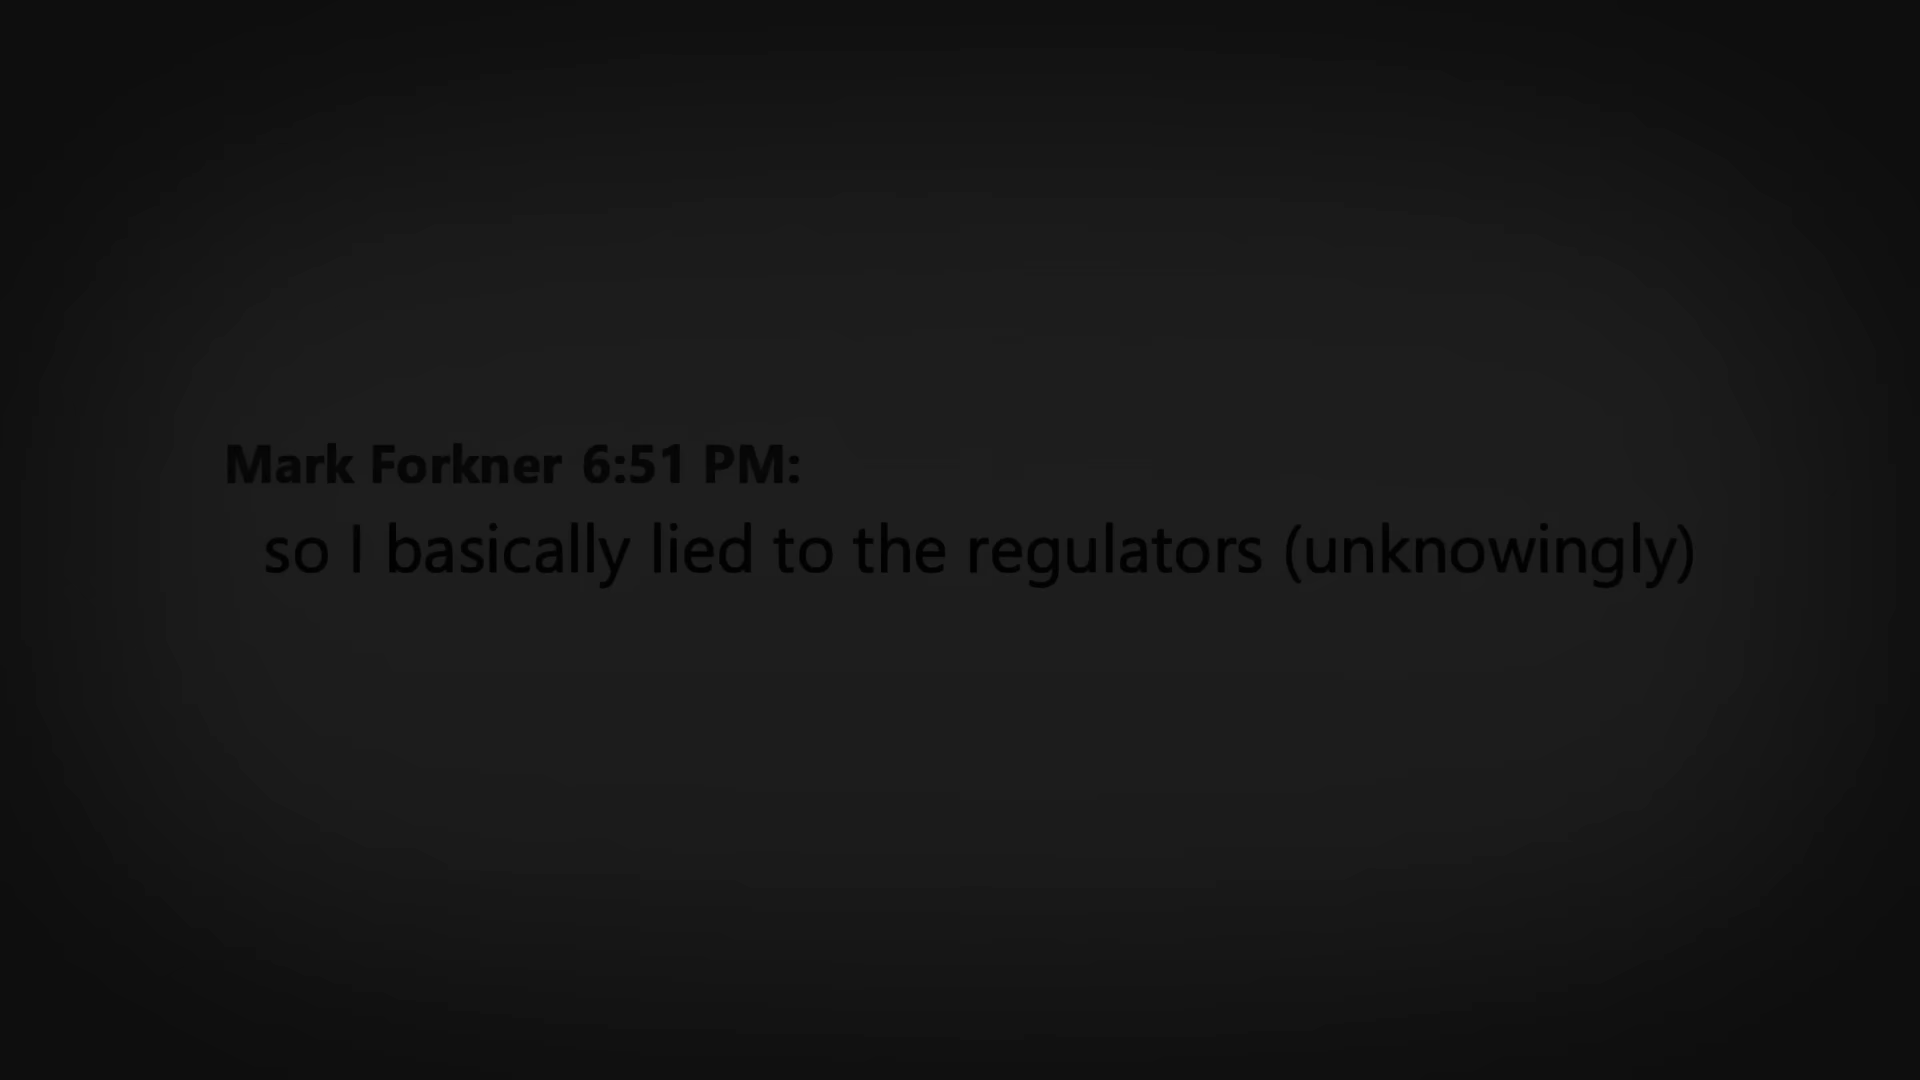 Mark Forkner 6:51 PM:
so I basically lied to the regulators (unknowingly)